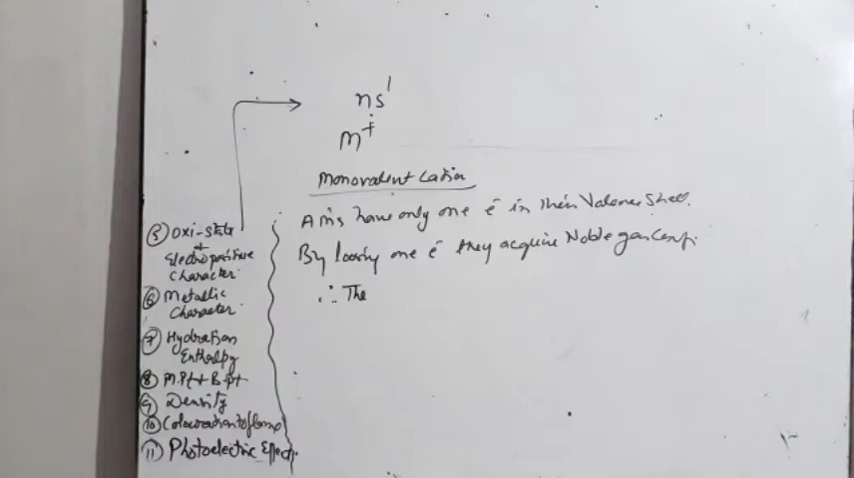 ns¹
M⁺
Monovalent Cation
AMs have only one e⁻ in their Valence Shell.
By loosing one e⁻ they acquire Noble gas Confi.
∴ The
⑤ Oxi-state
+
Electropositive
Character
⑥ Metallic
Character
⑦ Hydration
Enthalpy
⑧ M.Pt + B.pt
⑨ Density
⑩ Colouration to flame
⑪ Photoelectric Effect